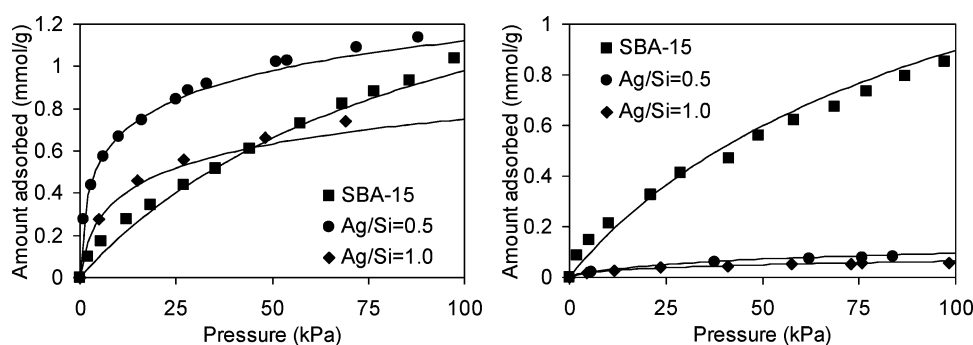 Amount adsorbed (mmol/g)
1.2
1
0.8
0.6
0.4
0.2
0
0
25
50
75
100
Pressure (kPa)
SBA-15
Ag/Si=0.5
Ag/Si=1.0
Amount adsorbed (mmol/g)
1
0.8
0.6
0.4
0.2
0
0
25
50
75
100
Pressure (kPa)
SBA-15
Ag/Si=0.5
Ag/Si=1.0